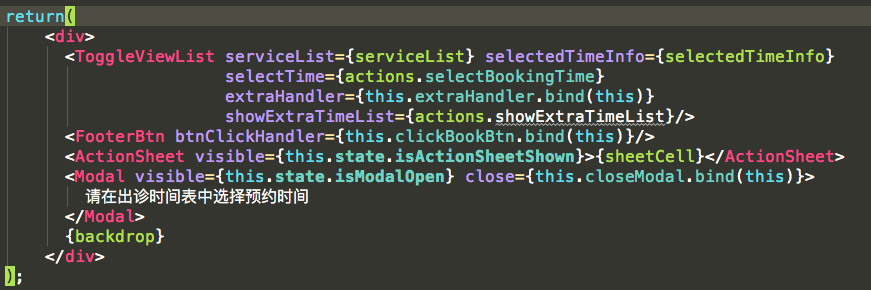 return(
<div>
<ToggleViewList serviceList={serviceList} selectedTimeInfo={selectedTimeInfo}
selectTime={actions.selectBookingTime}
extraHandler={this.extraHandler.bind(this)}
showExtraTimeList={actions.showExtraTimeList}/>
<FooterBtn btnClickHandler={this.clickBookBtn.bind(this)}/>
<ActionSheet visible={this.state.isActionSheetShown}>{sheetCell}</ActionSheet>
<Modal visible={this.state.isModalOpen} close={this.closeModal.bind(this)}>
请在出诊时间表中选择预约时间
</Modal>
{backdrop}
</div>
);